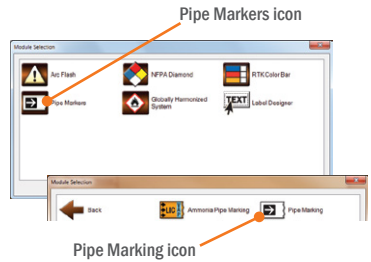 Pipe Markers icon
Module Selection
Arc Flash
NFPA Diamond
RTK Color Bar
Pipe Markers
Globally Harmonized
System
TEXT
Label Designer
Module Selection
Back
LIQ
Ammonia Pipe Marking
Pipe Marking
Pipe Marking icon